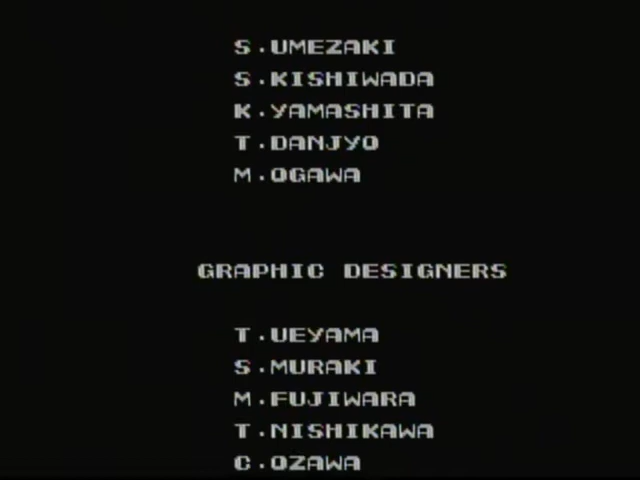 S.UMEZAKI
S.KISHIWADA
K.YAMASHITA
T.DANJYO
M.OGAWA
GRAPHIC DESIGNERS
T.UEYAMA
S.MURAKI
M.FUJIWARA
T.NISHIKAWA
C.OZAWA